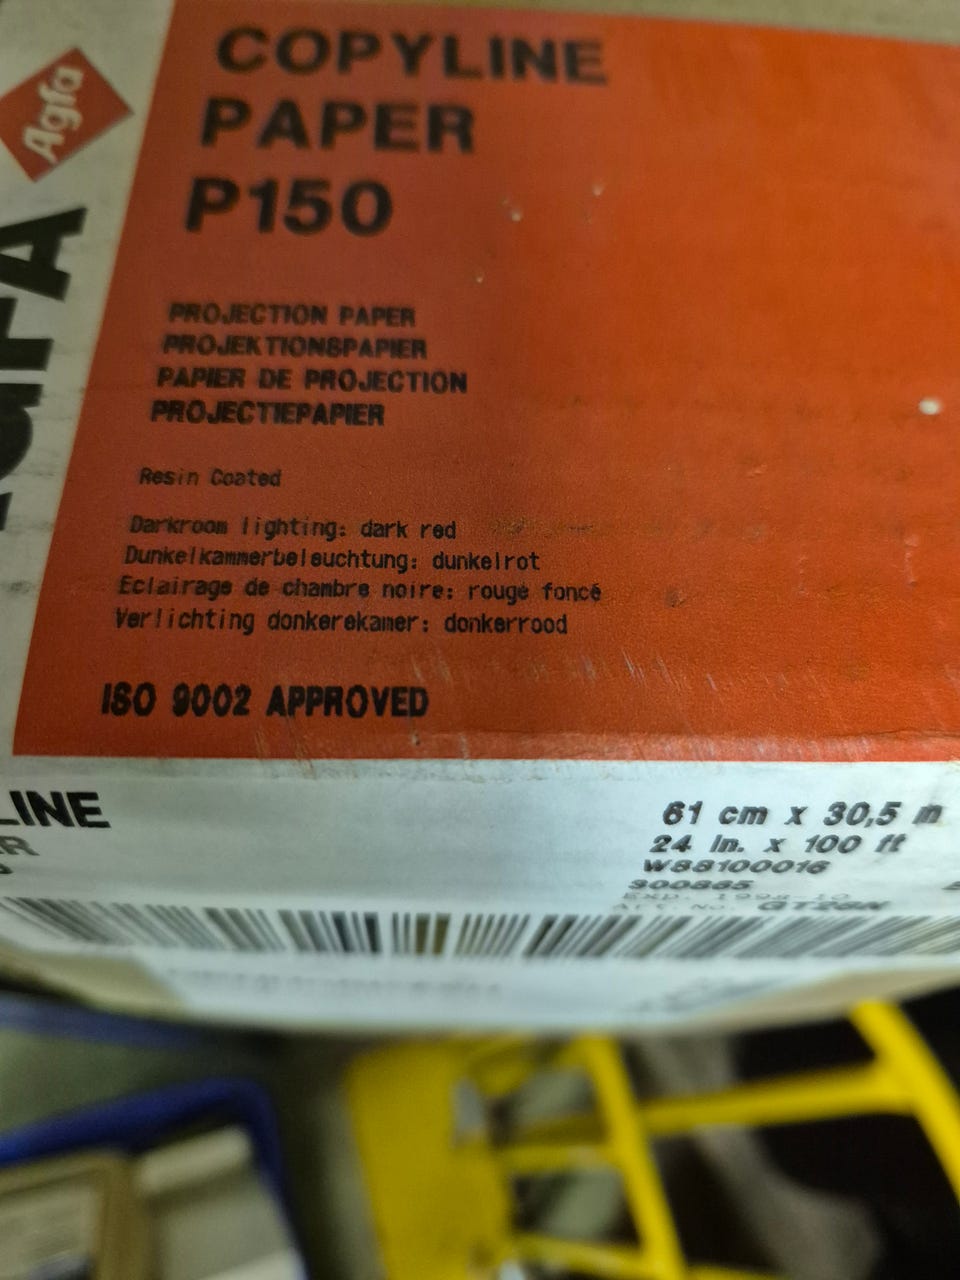 Agfa
COPYLINE
PAPER
P150
PROJECTION PAPER
PROJEKTIONSPAPIER
PAPIER DE PROJECTION
PROJECTIEPAPIER
Resin Coated
Darkroom lighting: dark red
Dunkelkammerbeleuchtung: dunkelrot
Eclairage de chambre noire: rouge foncé
Verlichting donkerekamer: donkerrood
ISO 9002 APPROVED
LINE
61 cm x 30,5 m
24 in. x 100 ft